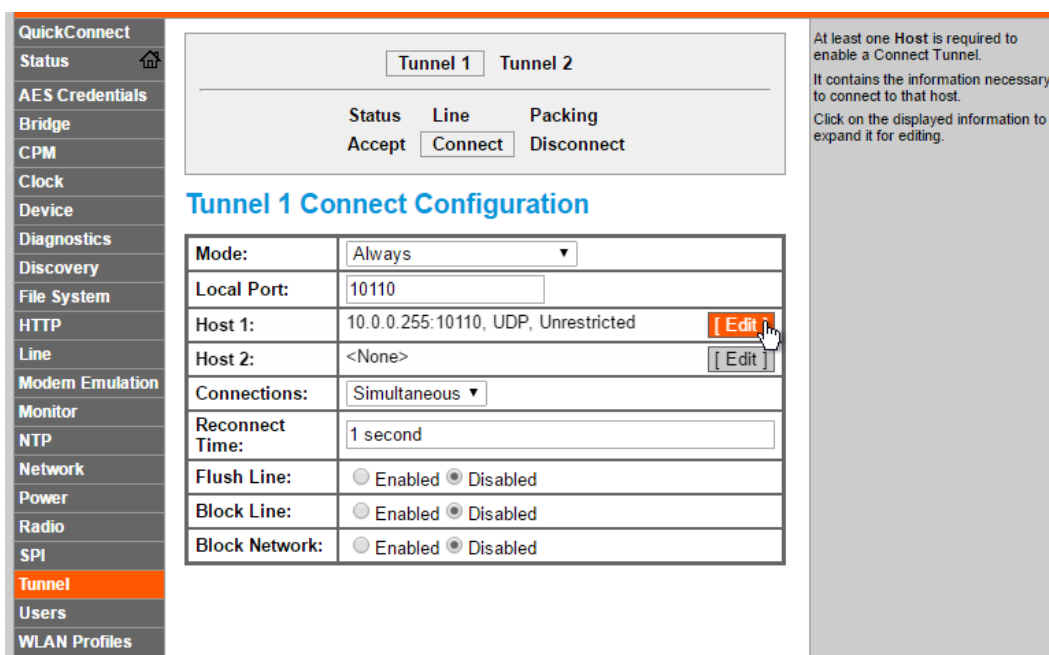 QuickConnect
Status
AES Credentials
Bridge
CPM
Clock
Device
Diagnostics
Discovery
File System
HTTP
Line
Modem Emulation
Monitor
NTP
Network
Power
Radio
SPI
Tunnel
Users
WLAN Profiles
Tunnel 1 Tunnel 2
Status Line Packing
Accept Connect Disconnect
Tunnel 1 Connect Configuration
Mode: Always
Local Port: 10110
Host 1: 10.0.0.255:10110, UDP, Unrestricted [ Edit ]
Host 2: <None> [ Edit ]
Connections: Simultaneous
Reconnect
Time: 1 second
Flush Line: Enabled Disabled
Block Line: Enabled Disabled
Block Network: Enabled Disabled
At least one Host is required to
enable a Connect Tunnel.
It contains the information necessary
to connect to that host.
Click on the displayed information to
expand it for editing.